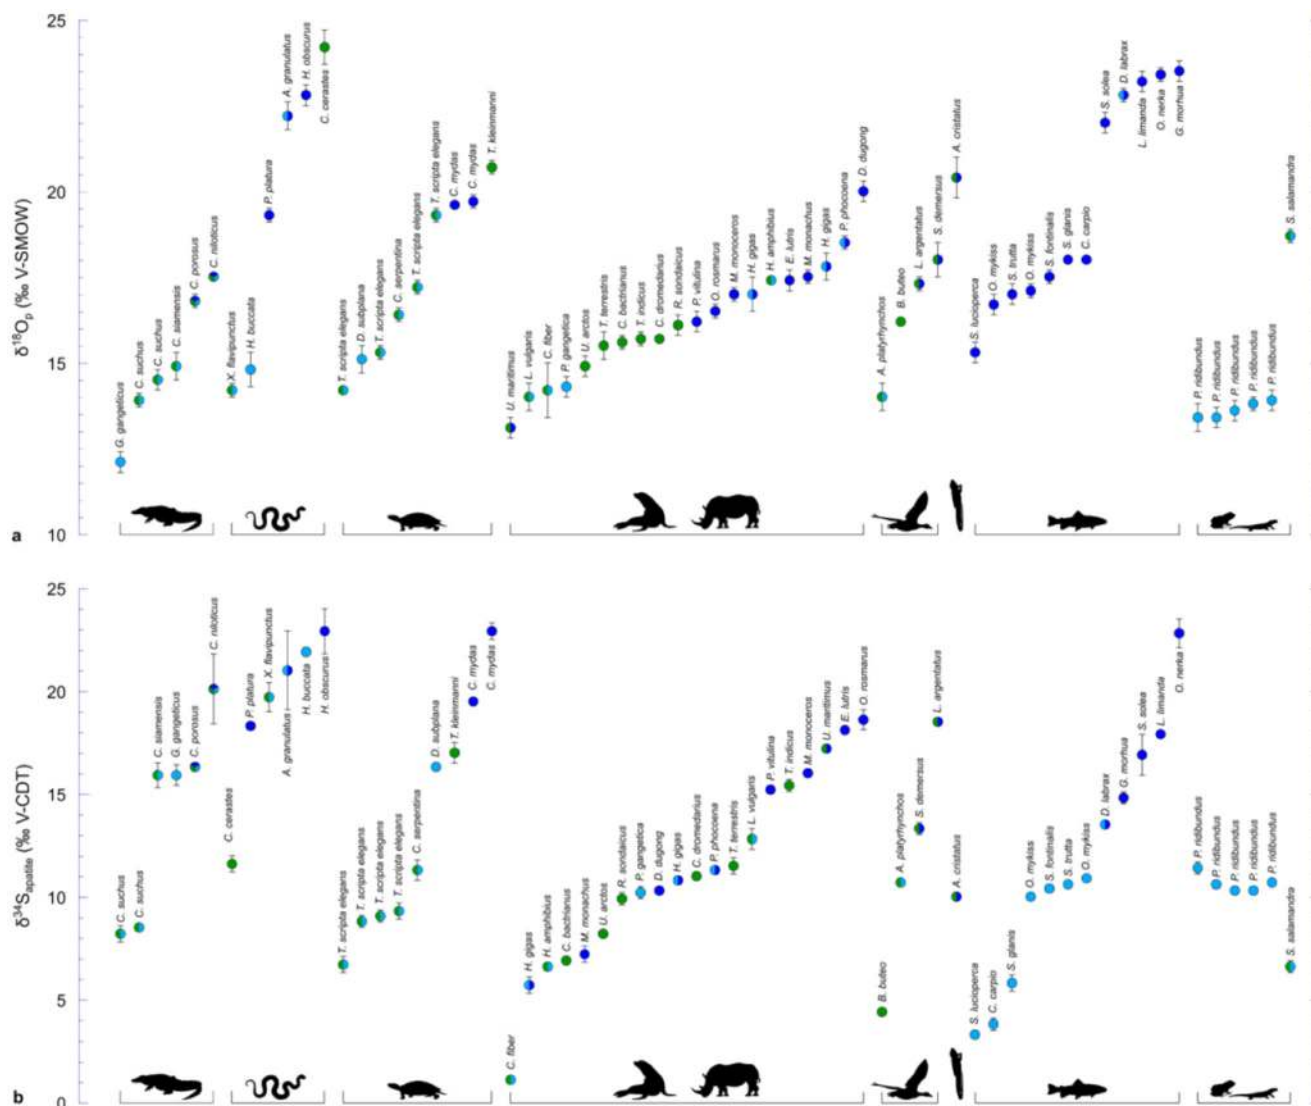 25
20
15
10
δ18Op (‰ V-SMOW)
a
G. gangeticus
C. suchus
C. suchus
C. siamensis
C. porosus
C. niloticus
X. flavipunctus
H. buccata
P. platura
A. granulatus
H. obscurus
C. cerastes
T. scripta elegans
D. subplana
T. scripta elegans
C. serpentina
T. scripta elegans
T. scripta elegans
C. mydas
C. mydas
T. kleinmanni
U. maritimus
L. vulgaris
C. fiber
P. gangetica
U. arctos
T. terrestris
C. bactrianus
T. indicus
C. dromedarius
R. sondaicus
P. vitulina
O. rosmarus
M. monoceros
H. gigas
H. amphibius
E. lutris
M. monachus
H. gigas
P. phocoena
D. dugong
A. platyrhynchos
B. buteo
L. argentatus
S. demersus
A. cristatus
S. lucioperca
O. mykiss
S. trutta
O. mykiss
S. fontinalis
S. glanis
C. carpio
S. solea
D. labrax
L. limanda
O. nerka
G. morhua
P. ridibundus
P. ridibundus
P. ridibundus
P. ridibundus
P. ridibundus
S. salamandra
25
20
15
10
5
0
δ34Sapatite (‰ V-CDT)
b
C. suchus
C. suchus
C. siamensis
G. gangeticus
C. porosus
C. niloticus
C. cerastes
P. platura
X. flavipunctus
A. granulatus
H. buccata
H. obscurus
T. scripta elegans
T. scripta elegans
T. scripta elegans
T. scripta elegans
C. serpentina
D. subplana
T. kleinmanni
C. mydas
C. mydas
C. fiber
H. gigas
H. amphibius
C. bactrianus
M. monachus
U. arctos
R. sondaicus
P. gangetica
D. dugong
H. gigas
C. dromedarius
P. phocoena
T. terrestris
L. vulgaris
P. vitulina
T. indicus
M. monoceros
U. maritimus
E. lutris
O. rosmarus
B. buteo
A. platyrhynchos
S. demersus
L. argentatus
A. cristatus
S. lucioperca
C. carpio
S. glanis
O. mykiss
S. fontinalis
S. trutta
O. mykiss
D. labrax
G. morhua
S. solea
L. limanda
O. nerka
P. ridibundus
P. ridibundus
P. ridibundus
P. ridibundus
P. ridibundus
S. salamandra